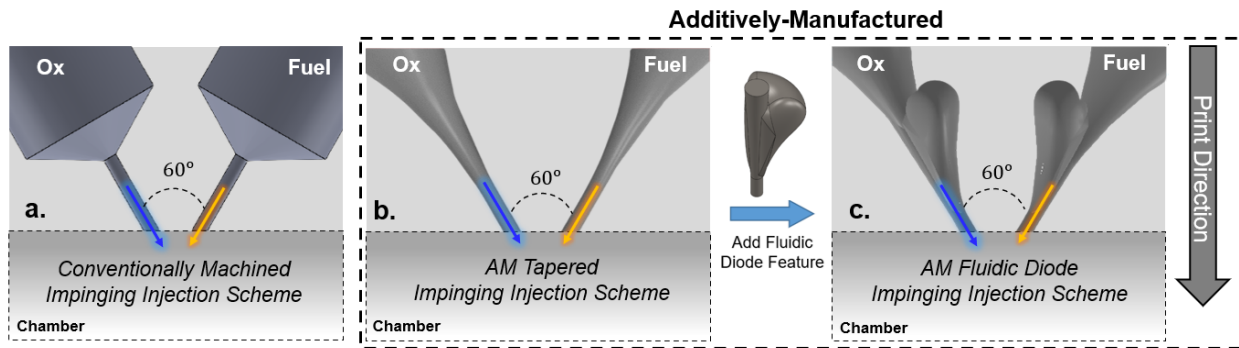 Additively-Manufactured
Ox
Fuel
60°
a.
Conventionally Machined
Impinging Injection Scheme
Chamber
Ox
Fuel
60°
b.
AM Tapered
Impinging Injection Scheme
Chamber
Add Fluidic
Diode Feature
Ox
Fuel
60°
c.
AM Fluidic Diode
Impinging Injection Scheme
Chamber
Print Direction